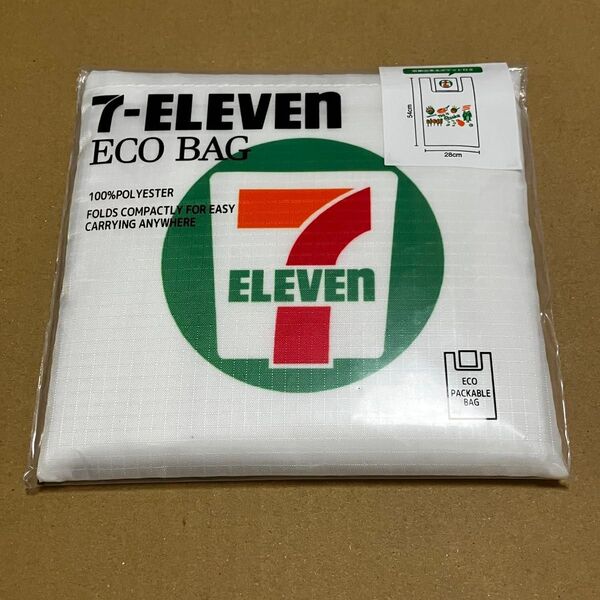 7-ELEVEn
ECO BAG
100%POLYESTER
FOLDS COMPACTLY FOR EASY
CARRYING ANYWHERE
7
ELEVEn
54cm
28cm
ECO
PACKABLE
BAG